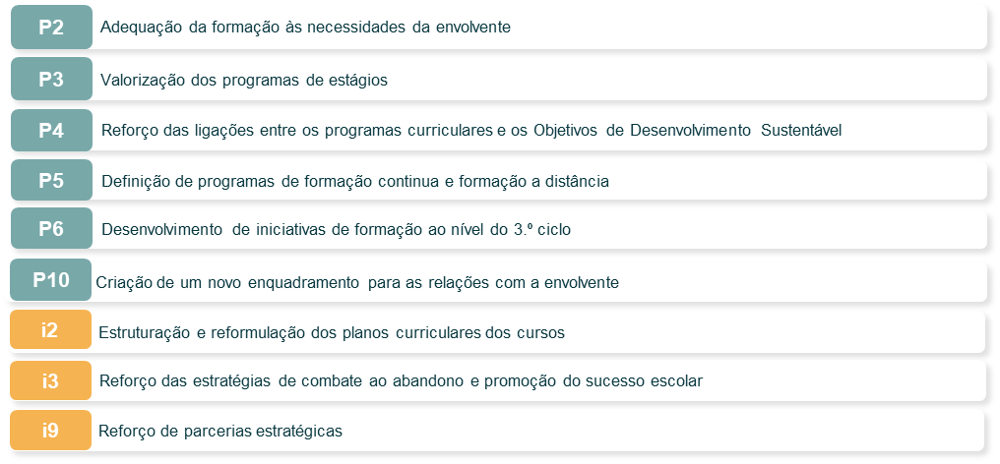 P2 Adequação da formação às necessidades da envolvente
P3 Valorização dos programas de estágios
P4 Reforço das ligações entre os programas curriculares e os Objetivos de Desenvolvimento Sustentável
P5 Definição de programas de formação continua e formação a distância
P6 Desenvolvimento de iniciativas de formação ao nível do 3.º ciclo
P10 Criação de um novo enquadramento para as relações com a envolvente
i2 Estruturação e reformulação dos planos curriculares dos cursos
i3 Reforço das estratégias de combate ao abandono e promoção do sucesso escolar
i9 Reforço de parcerias estratégicas